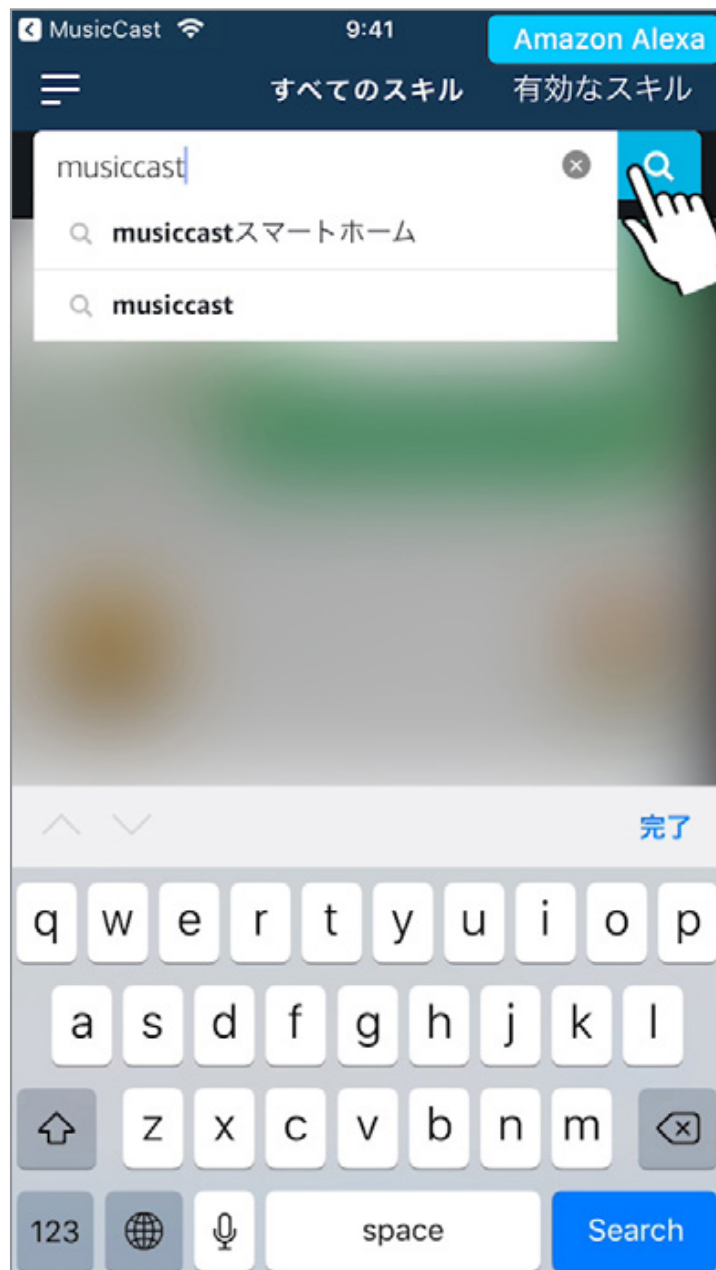 MusicCast 9:41
Amazon Alexa
すべてのスキル 有効なスキル
musiccast
musiccastスマートホーム
musiccast
完了
q w e r t y u i o p
a s d f g h j k l
z x c v b n m
123 space Search